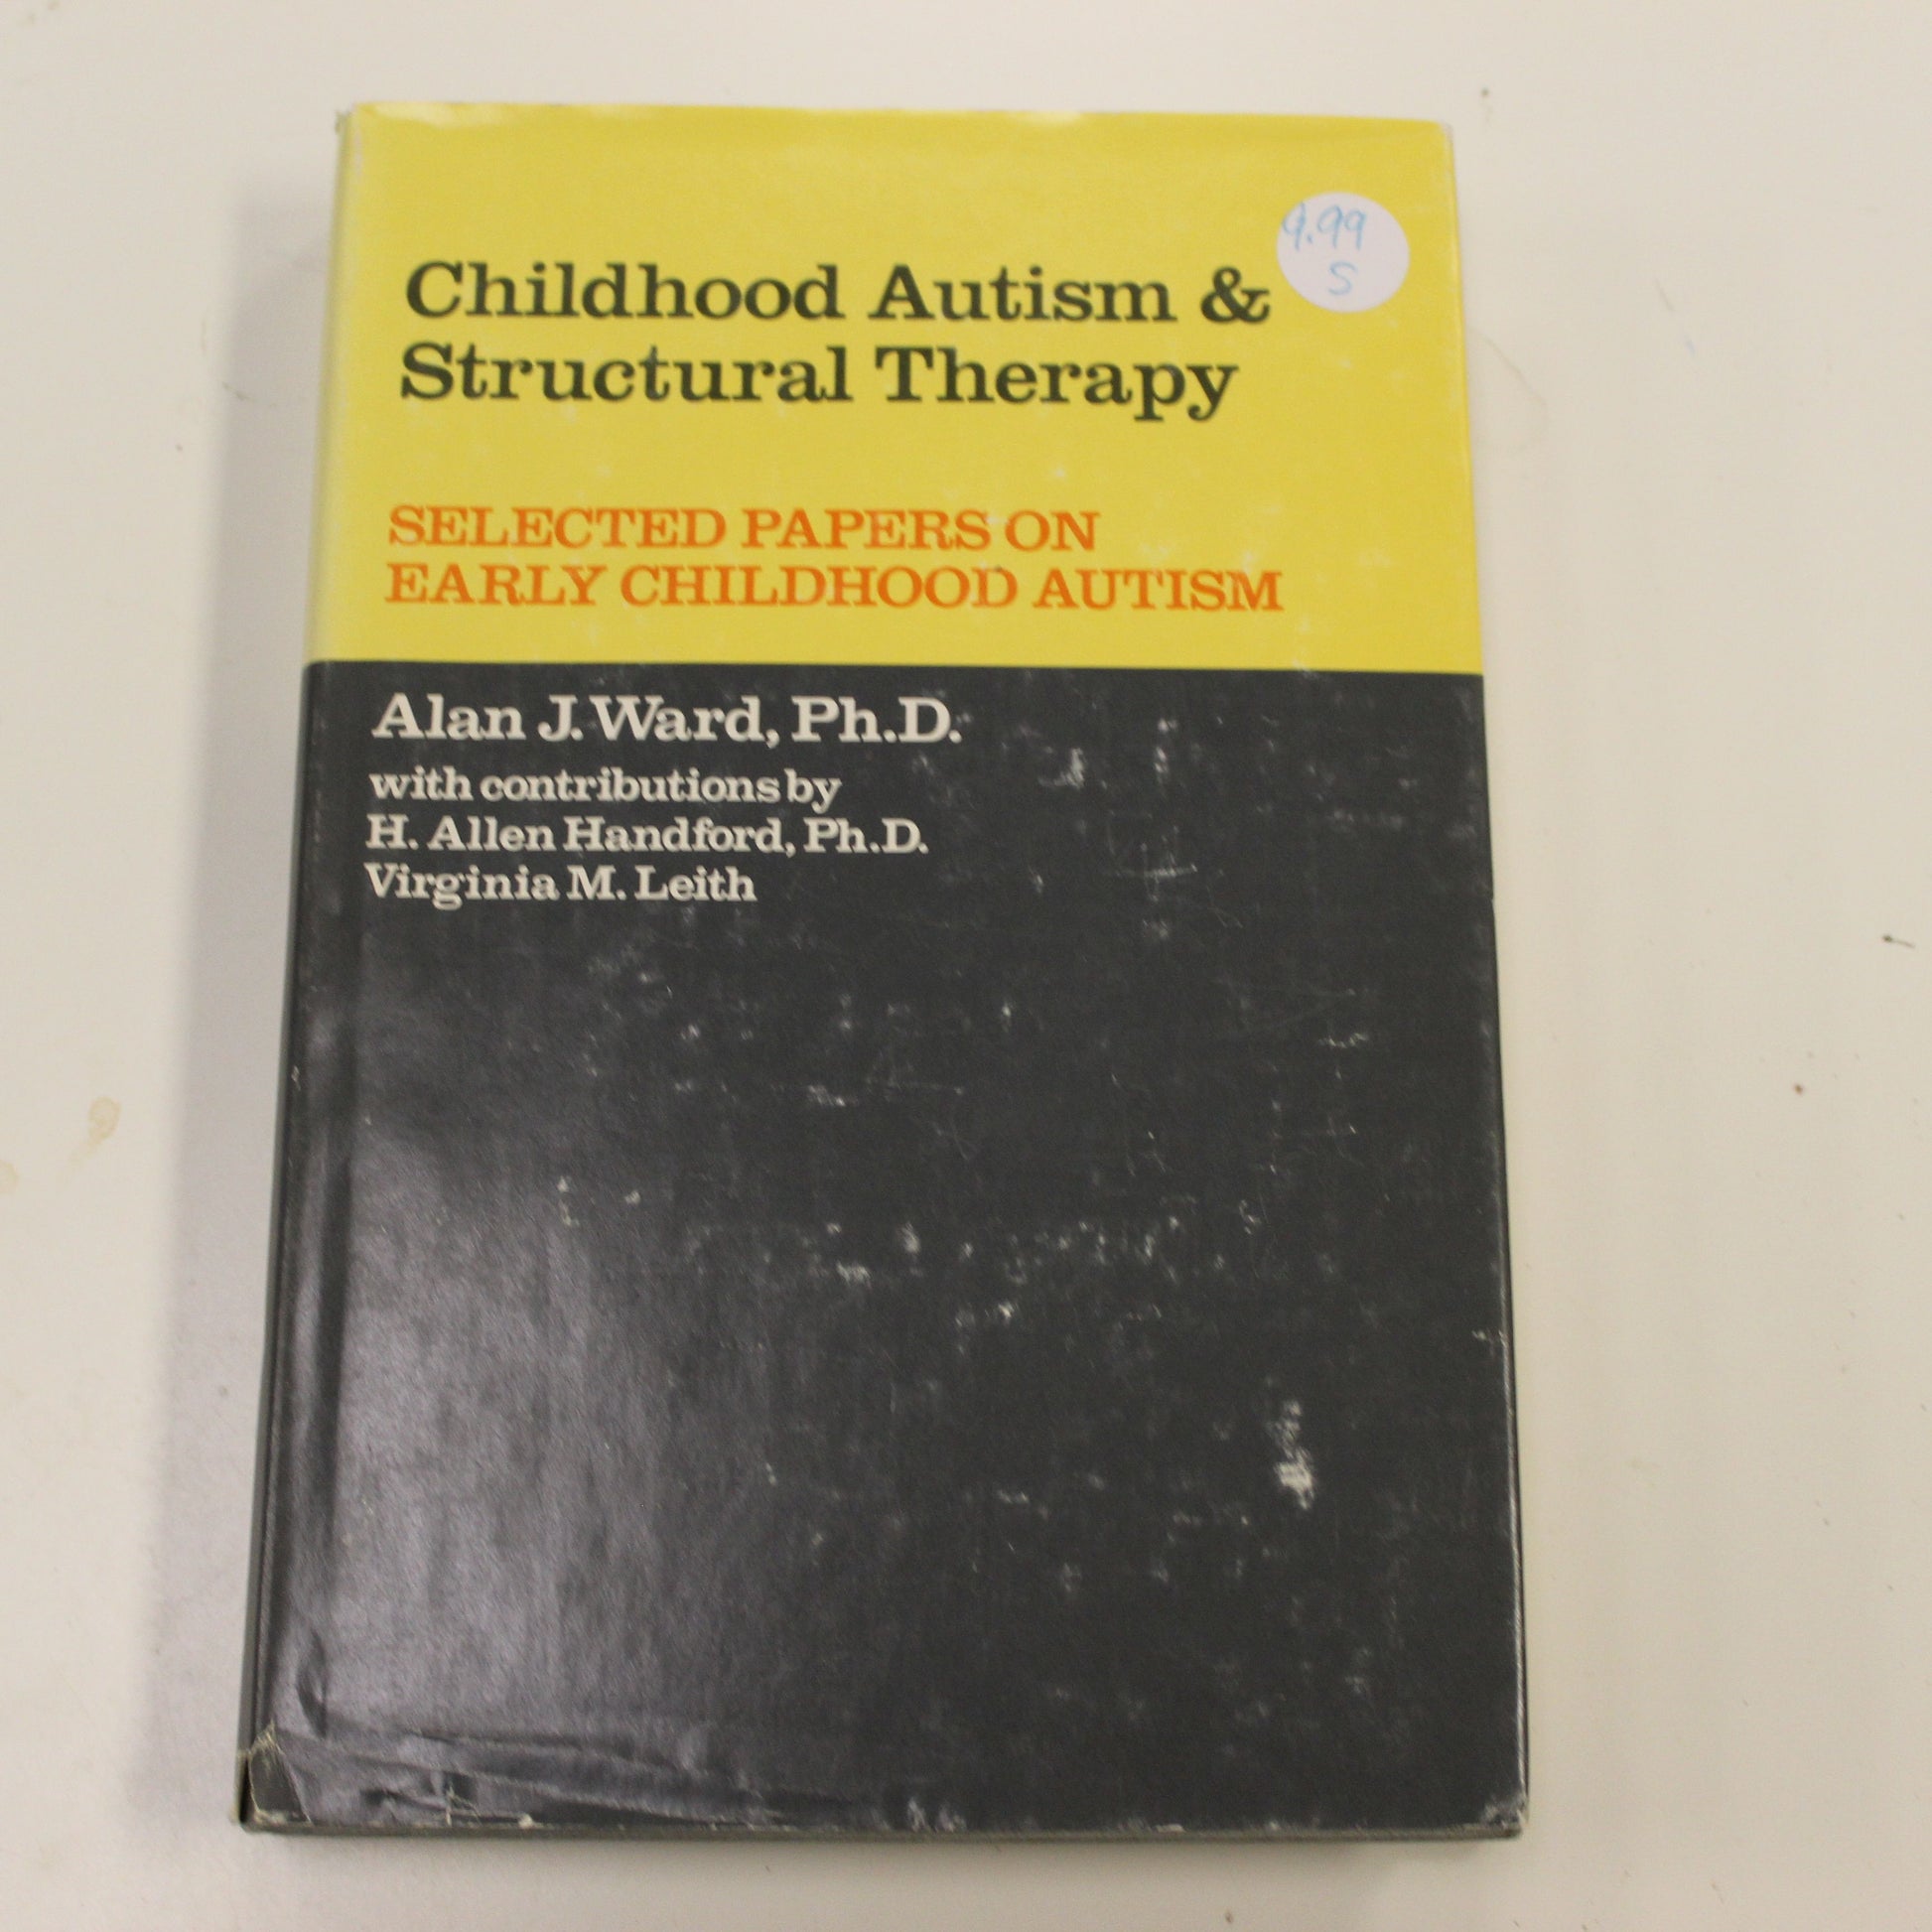 9.99
S
Childhood Autism &
Structural Therapy
SELECTED PAPERS ON
EARLY CHILDHOOD AUTISM
Alan J. Ward, Ph.D.
with contributions by
H. Allen Handford, Ph.D.
Virginia M. Leith